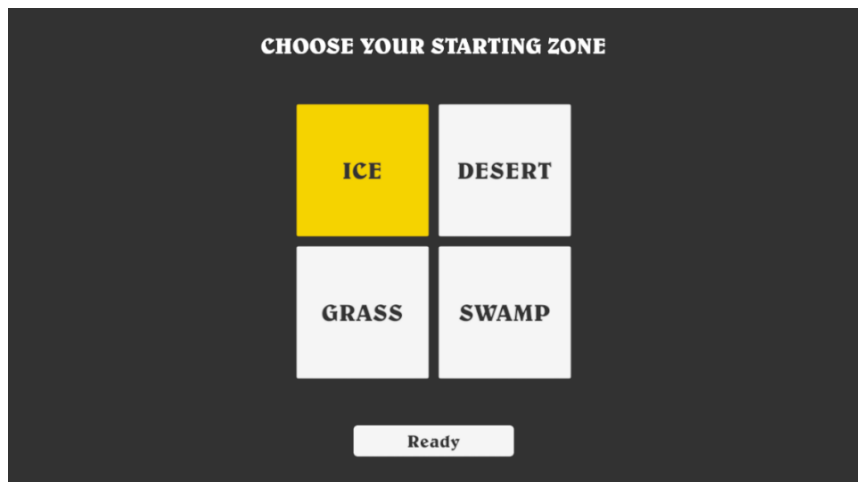 CHOOSE YOUR STARTING ZONE
ICE
DESERT
GRASS
SWAMP
Ready